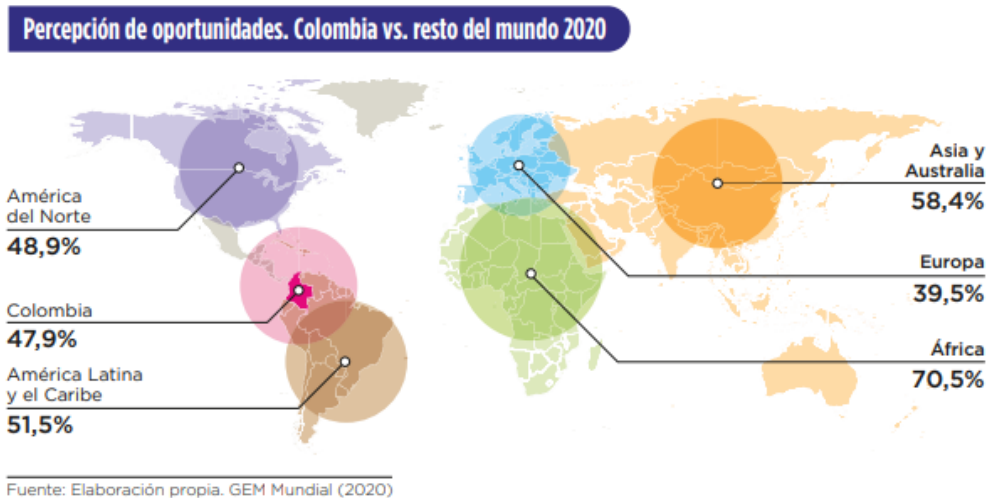 Percepción de oportunidades. Colombia vs. resto del mundo 2020
América
del Norte
48,9%
Colombia
47,9%
América Latina
y el Caribe
51,5%
Asia y
Australia
58,4%
Europa
39,5%
África
70,5%
Fuente: Elaboración propia. GEM Mundial (2020)